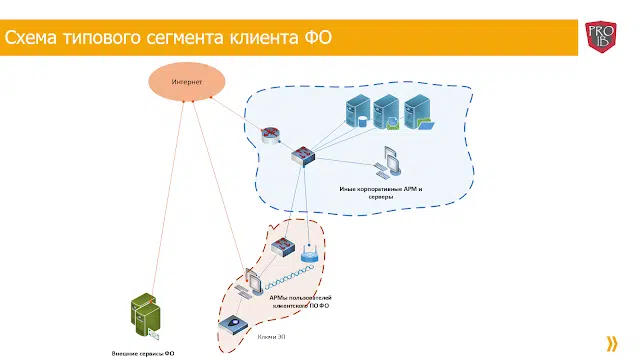 Схема типового сегмента клиента ФО
PRO
IB
Интернет
Иные корпоративные АРМ и
серверы
АРМы пользователей
клиентского ПО ФО
Ключи ЭП
Внешние сервисы ФО